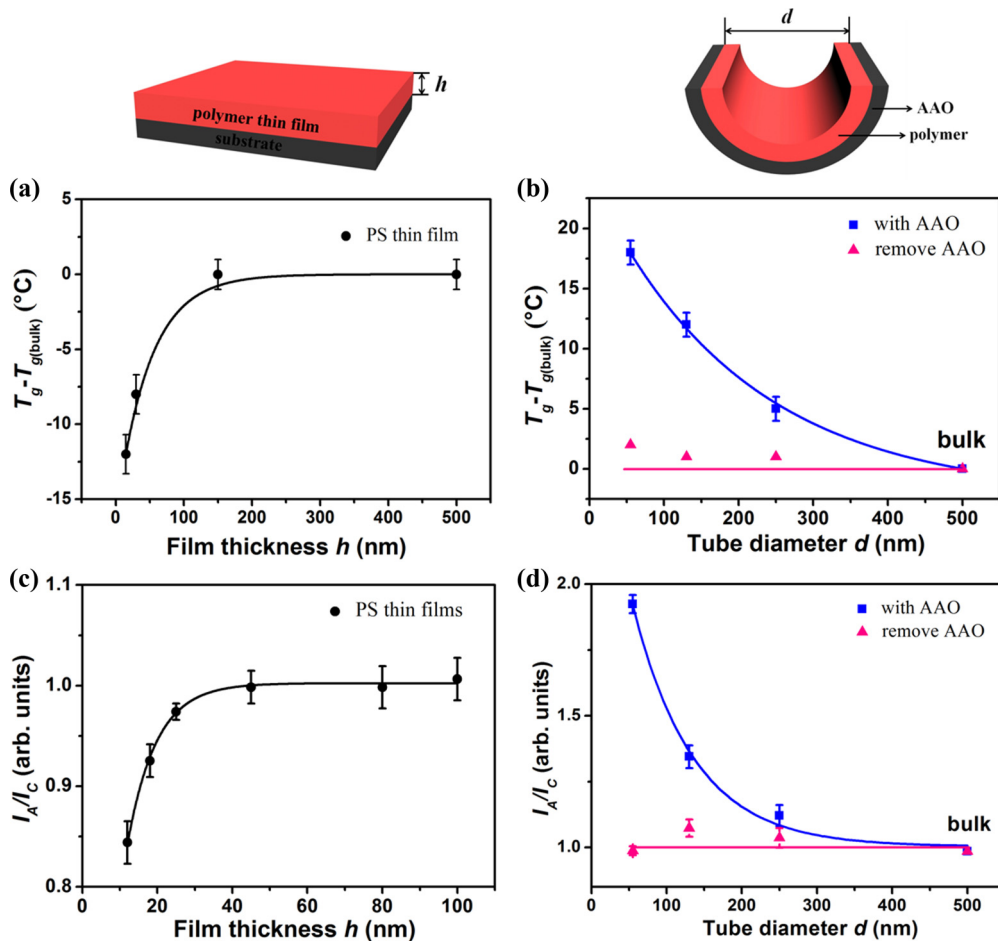 h
polymer thin film
substrate
d
AAO
polymer
(a)
PS thin film
5
0
-5
-10
-15
Tg-Tg(bulk) (°C)
0 100 200 300 400 500
Film thickness h (nm)
(b)
with AAO
remove AAO
20
15
10
5
0
Tg-Tg(bulk) (°C)
bulk
0 100 200 300 400 500
Tube diameter d (nm)
(c)
PS thin films
1.1
1.0
0.9
0.8
IA/IC (arb. units)
0 20 40 60 80 100
Film thickness h (nm)
(d)
with AAO
remove AAO
2.0
1.5
1.0
IA/IC (arb. units)
bulk
0 100 200 300 400 500
Tube diameter d (nm)